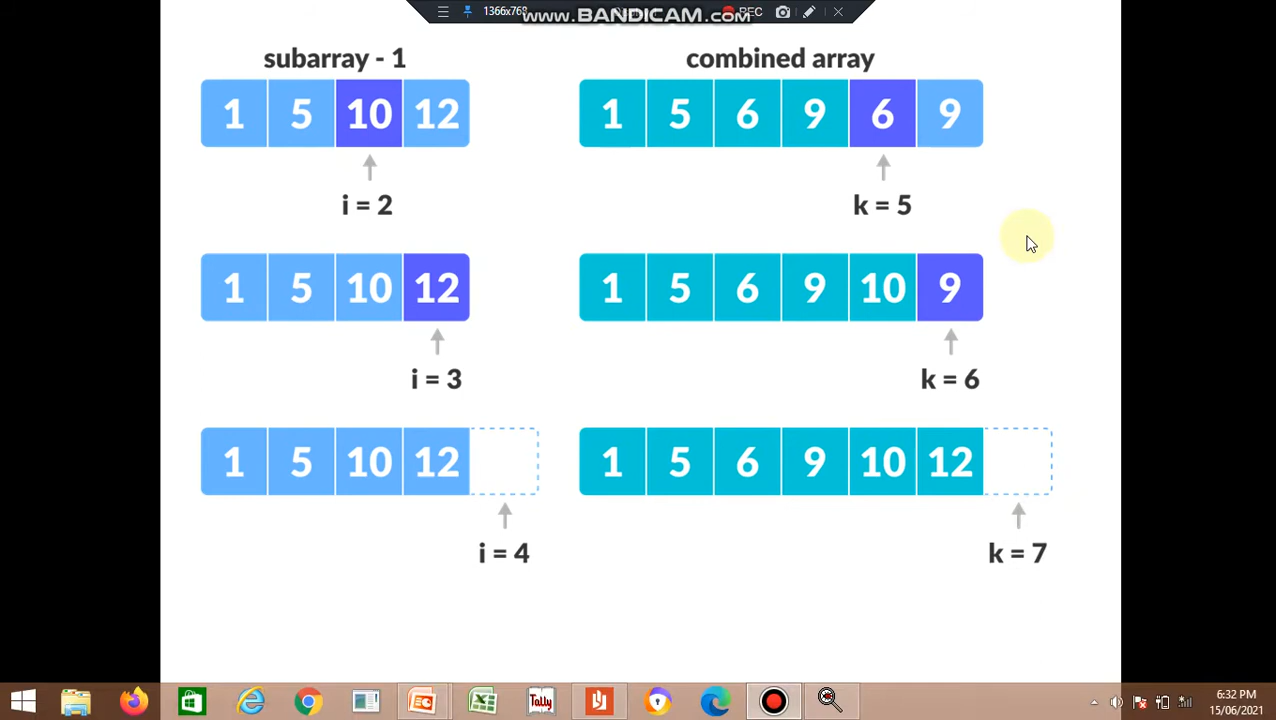 1366x768
www.BANDICAM.com
REC
subarray - 1
combined array
1 5 10 12
1 5 6 9 6 9
i = 2
k = 5
1 5 10 12
1 5 6 9 10 9
i = 3
k = 6
1 5 10 12
1 5 6 9 10 12
i = 4
k = 7
Tally
6:32 PM
15/06/2021